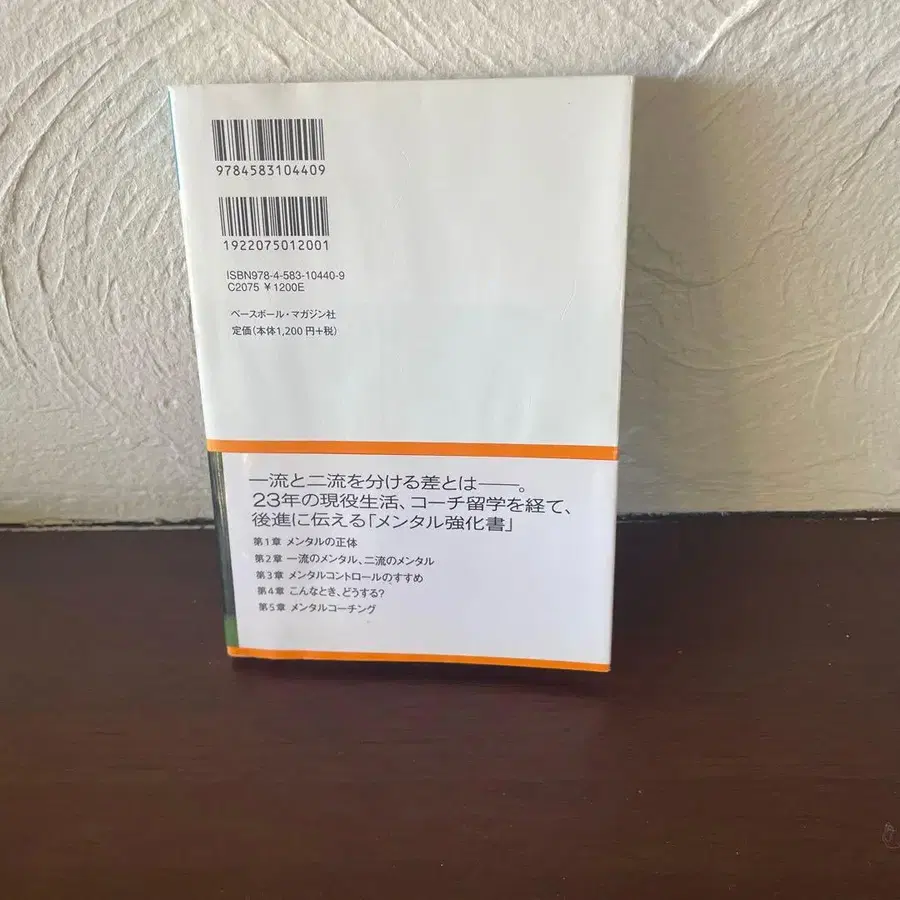 9784583104409
1922075012001
ISBN978-4-583-10440-9
C2075 ¥1200E
ベースボール・マガジン社
定価(本体1,200円+税)
一流と二流を分ける差とは——。
23年の現役生活、コーチ留学を経て、
後進に伝える「メンタル強化書」
第1章 メンタルの正体
第2章 一流のメンタル、二流のメンタル
第3章 メンタルコントロールのすすめ
第4章 こんなとき、どうする?
第5章 メンタルコーチング